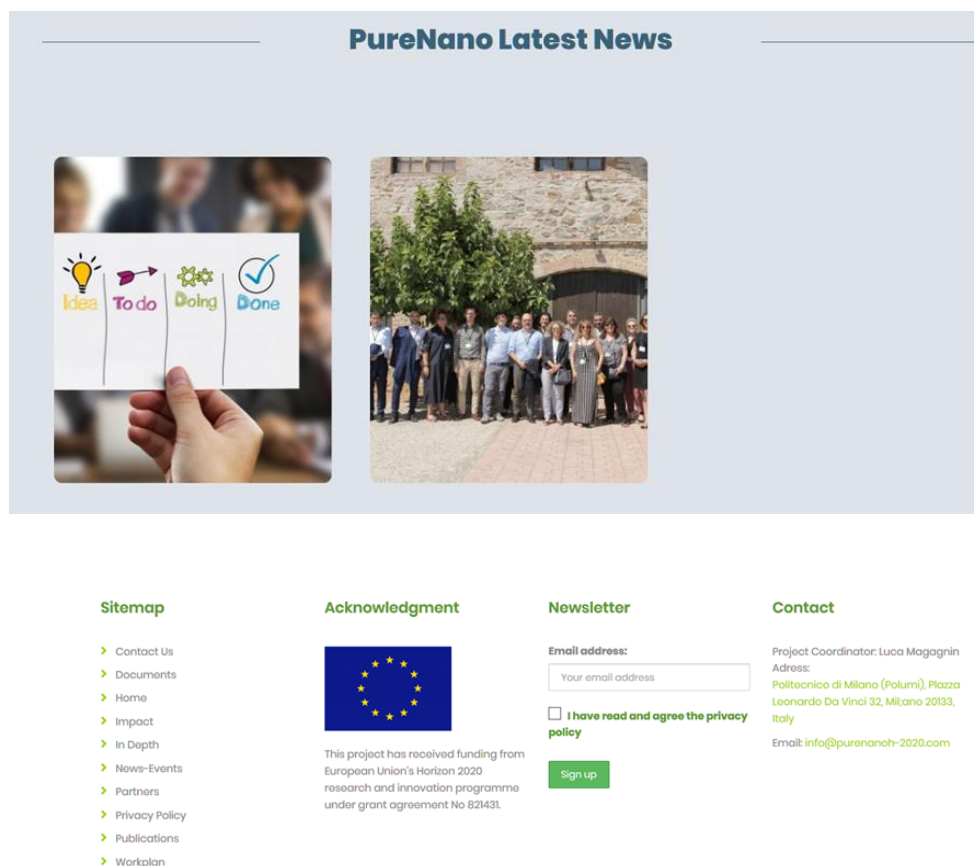 PureNano Latest News
Idea
To do
Doing
Done
Sitemap
Contact Us
Documents
Home
Impact
In Depth
News-Events
Partners
Privacy Policy
Publications
Workplan
Acknowledgment
This project has received funding from
European Union's Horizon 2020
research and innovation programme
under grant agreement No 821431.
Newsletter
Email address:
Your email address
I have read and agree the privacy
policy
Sign up
Contact
Project Coordinator: Luca Magagnin
Adress:
Politecnico di Milano (Polumi), Plazza
Leonardo Da Vinci 32, Mil;ano 20133,
Italy
Email: info@purenanoh-2020.com